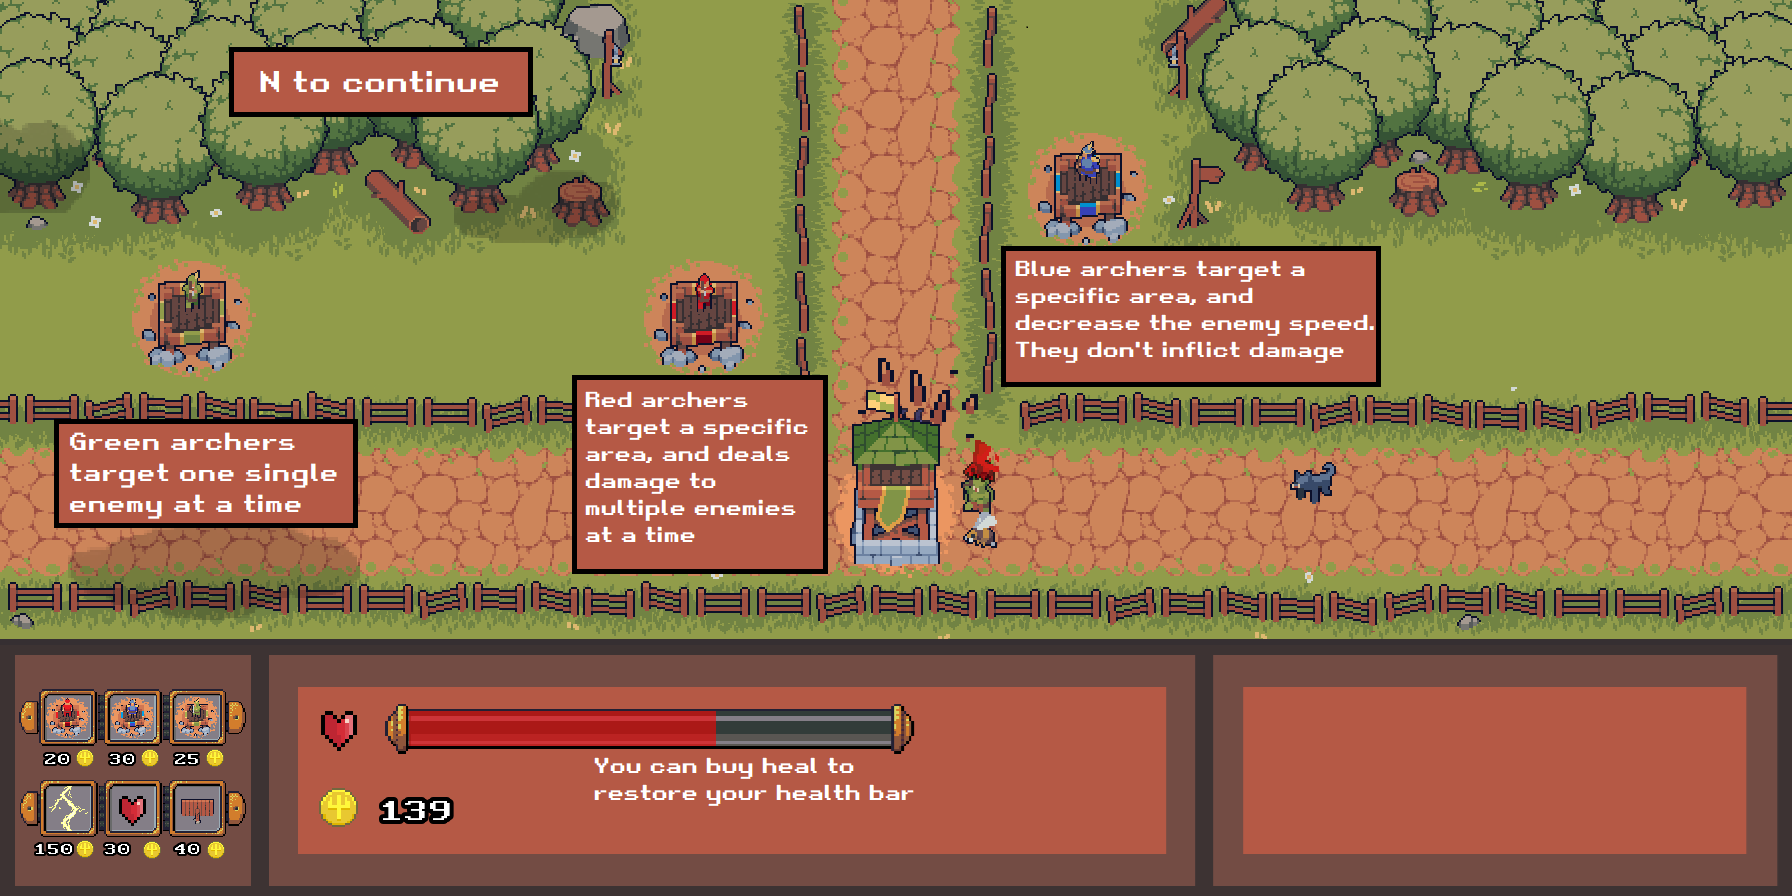 N to continue
Blue archers target a
specific area, and
decrease the enemy speed.
They don't inflict damage
Red archers
target a specific
area, and deals
damage to
multiple enemies
at a time
Green archers
target one single
enemy at a time
20 30 25
150 30 40
You can buy heal to
restore your health bar
139